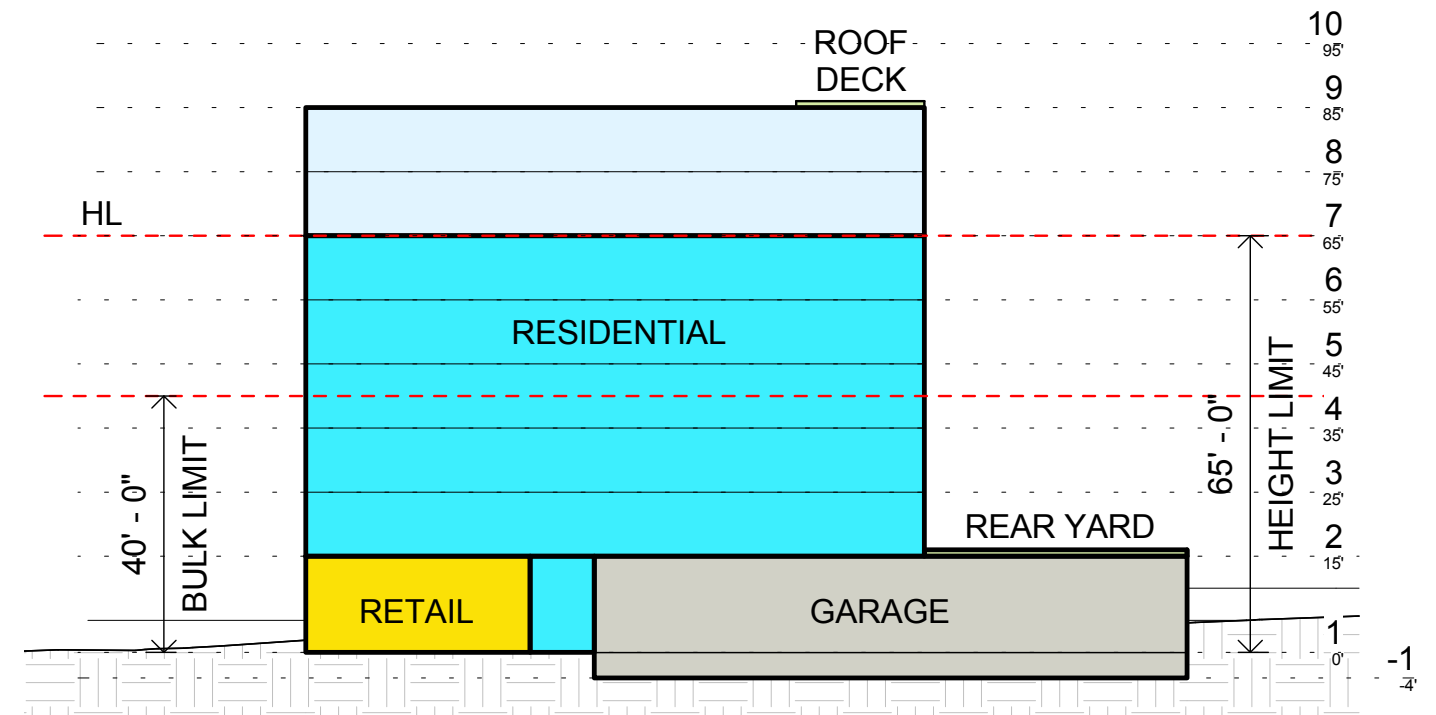 10
95'
ROOF
DECK
9
85'
8
75'
HL
7
65'
6
55'
RESIDENTIAL
5
45'
4
35'
40' - 0"
BULK LIMIT
65' - 0"
HEIGHT LIMIT
3
25'
REAR YARD
2
15'
RETAIL
GARAGE
1
0'
-1
-4'